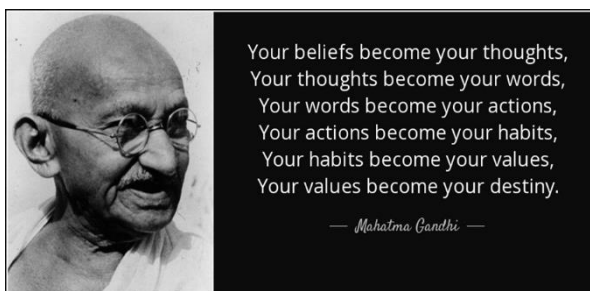 Your beliefs become your thoughts,
Your thoughts become your words,
Your words become your actions,
Your actions become your habits,
Your habits become your values,
Your values become your destiny.
— Mahatma Gandhi —